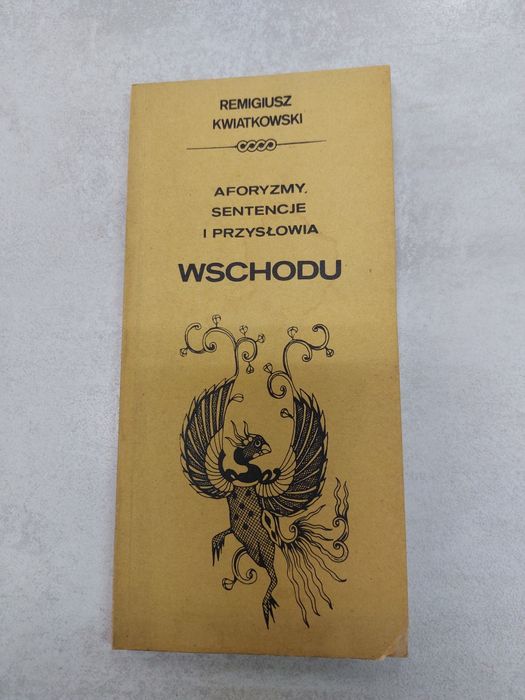 REMIGIUSZ
KWIATKOWSKI
AFORYZMY,
SENTENCJE
I PRZYSŁOWIA
WSCHODU